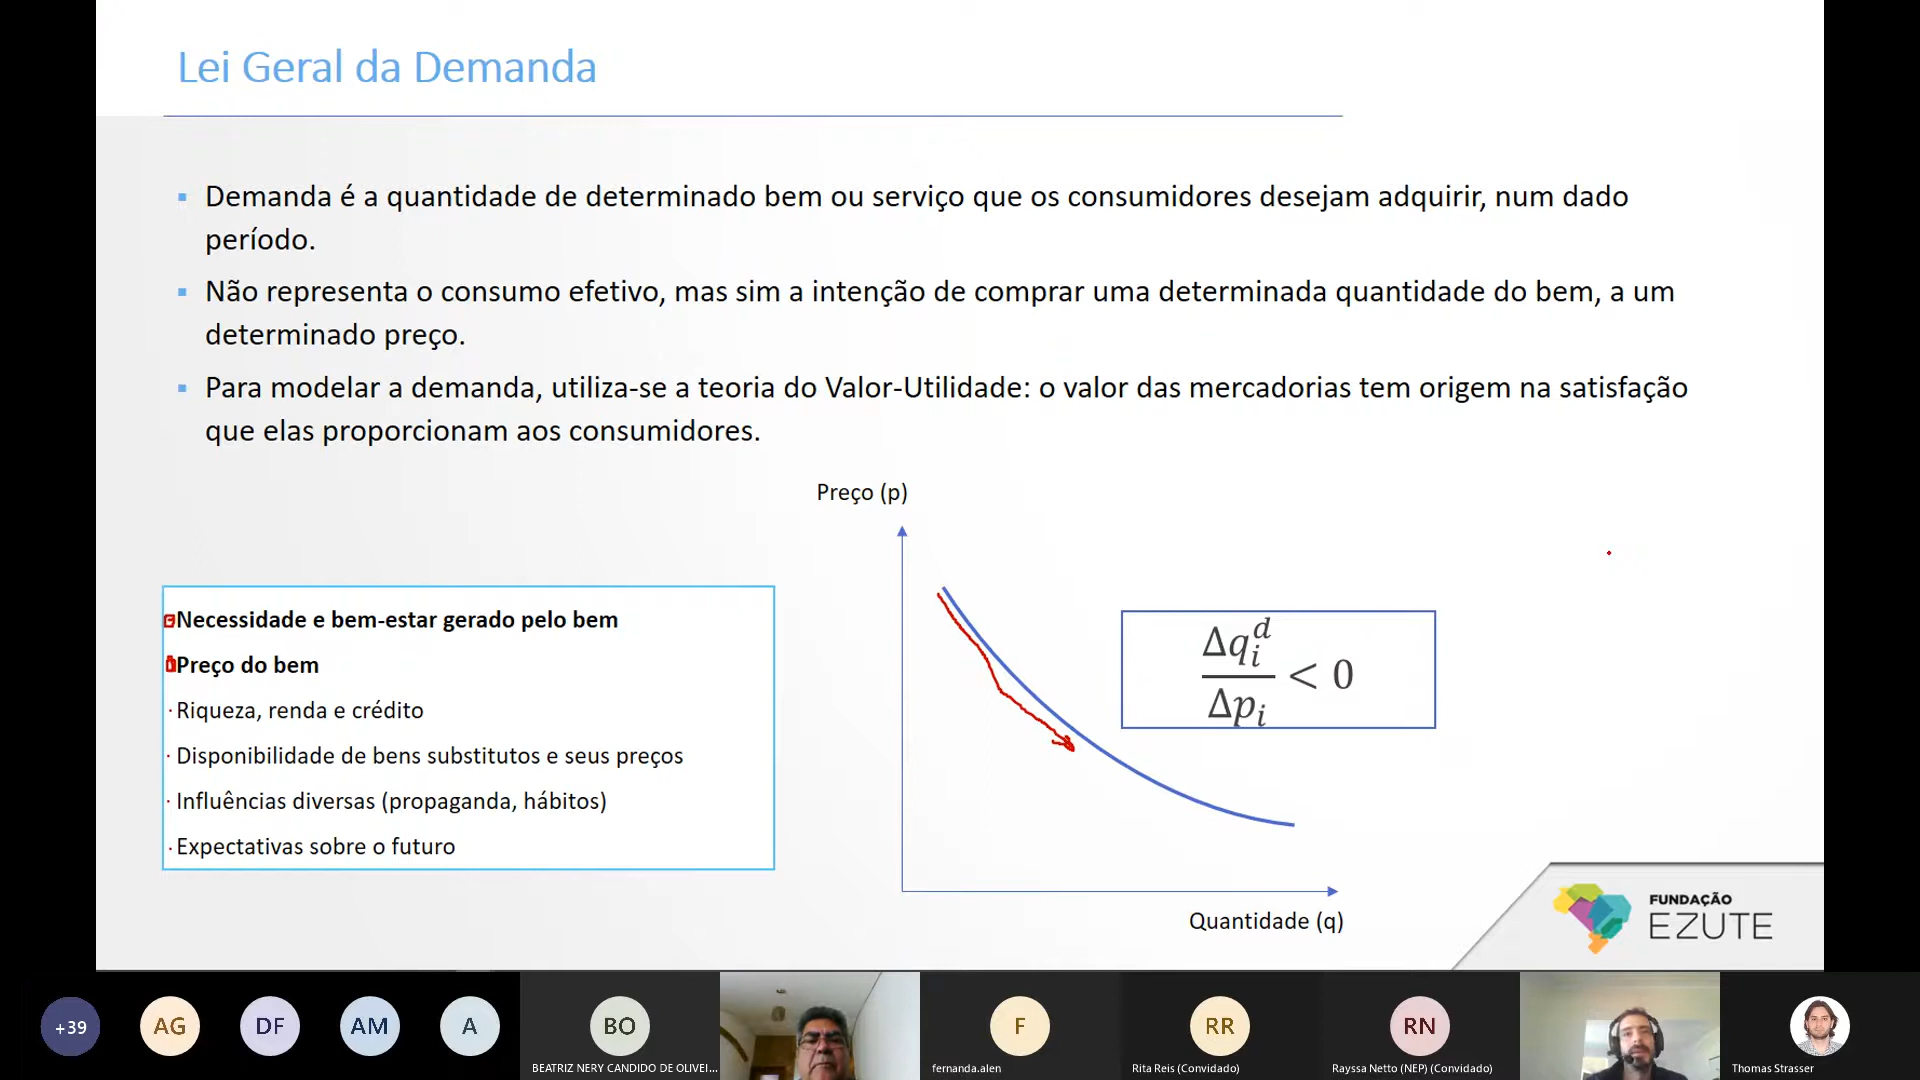 Lei Geral da Demanda
Demanda é a quantidade de determinado bem ou serviço que os consumidores desejam adquirir, num dado
período.
Não representa o consumo efetivo, mas sim a intenção de comprar uma determinada quantidade do bem, a um
determinado preço.
Para modelar a demanda, utiliza-se a teoria do Valor-Utilidade: o valor das mercadorias tem origem na satisfação
que elas proporcionam aos consumidores.
Preço (p)
Necessidade e bem-estar gerado pelo bem
Preço do bem
Riqueza, renda e crédito
Disponibilidade de bens substitutos e seus preços
Influências diversas (propaganda, hábitos)
Expectativas sobre o futuro
Δqᵢᵈ
Δpᵢ
< 0
Quantidade (q)
FUNDAÇÃO
EZUTE
+39
AG
DF
AM
A
BO
F
RR
RN
BEATRIZ NERY CANDIDO DE OLIVEI...
fernanda.alen
Rita Reis (Convidado)
Rayssa Netto (NEP) (Convidado)
Thomas Strasser